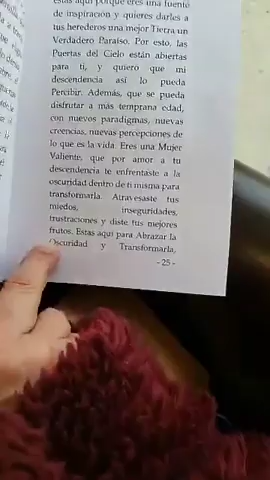 estas aquí porque eres una fuente
de inspiración y quieres darles a
tus herederos una mejor Tierra un
Verdadero Paraíso. Por esto, las
Puertas del Cielo están abiertas
para ti, y quiero que mi
descendencia así lo pueda
Percibir. Además, que se pueda
disfrutar a más temprana edad,
con nuevos paradigmas, nuevas
creencias, nuevas percepciones de
lo que es la vida. Eres una Mujer
Valiente, que por amor a tu
descendencia te enfrentaste a la
oscuridad dentro de ti misma para
transformarla. Atravesaste tus
miedos, inseguridades,
frustraciones y diste tus mejores
frutos. Estas aquí para Abrazar la
Oscuridad y Transformarla,
- 25 -